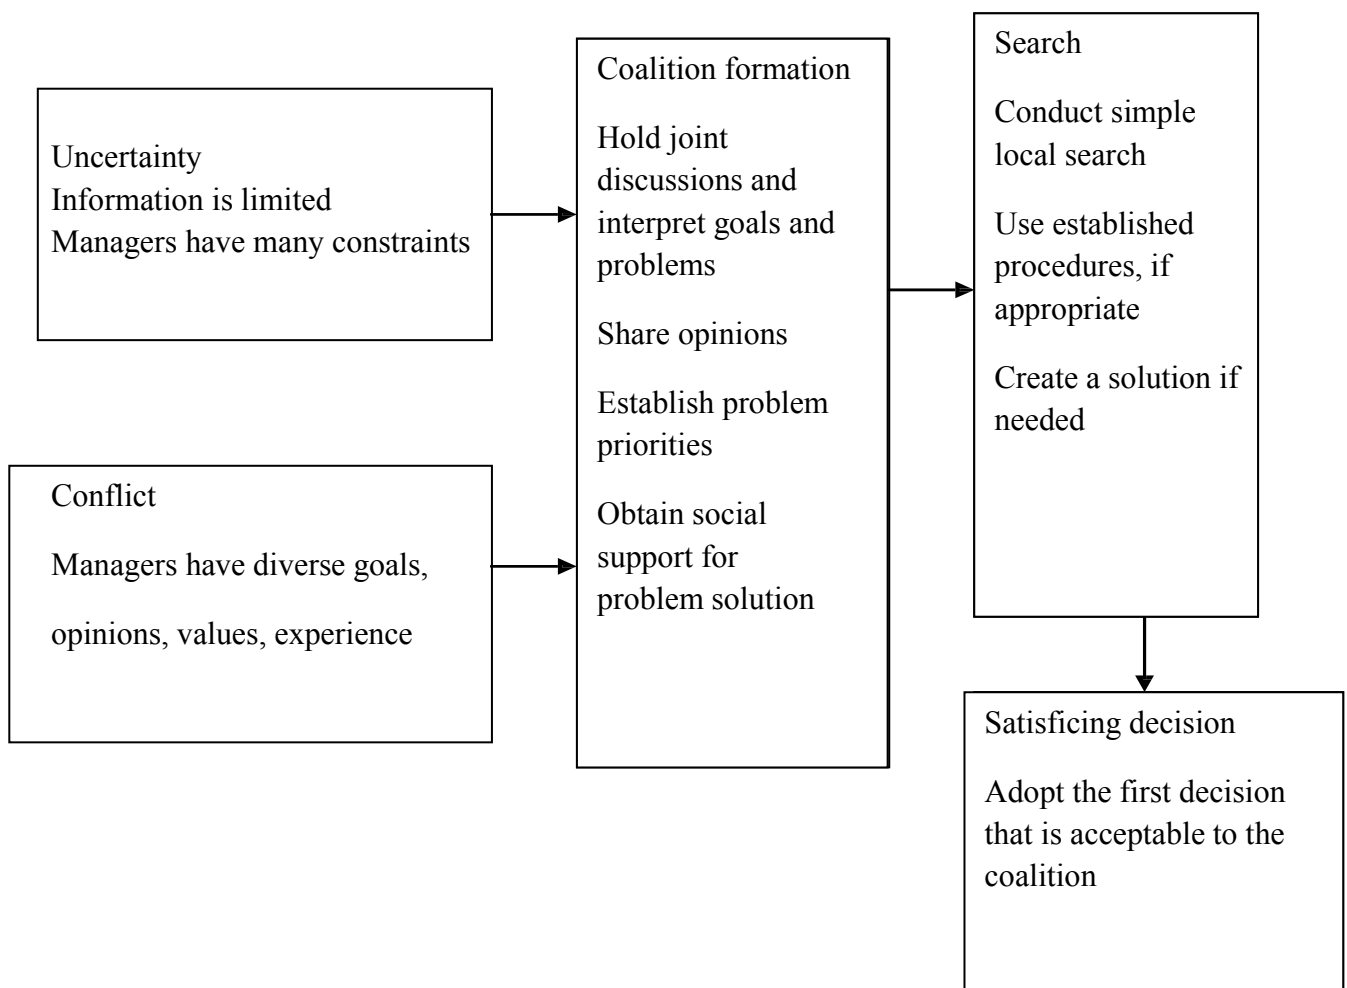 Uncertainty
Information is limited
Managers have many constraints
Conflict
Managers have diverse goals,
opinions, values, experience
Coalition formation
Hold joint
discussions and
interpret goals and
problems
Share opinions
Establish problem
priorities
Obtain social
support for
problem solution
Search
Conduct simple
local search
Use established
procedures, if
appropriate
Create a solution if
needed
Satisficing decision
Adopt the first decision
that is acceptable to the
coalition